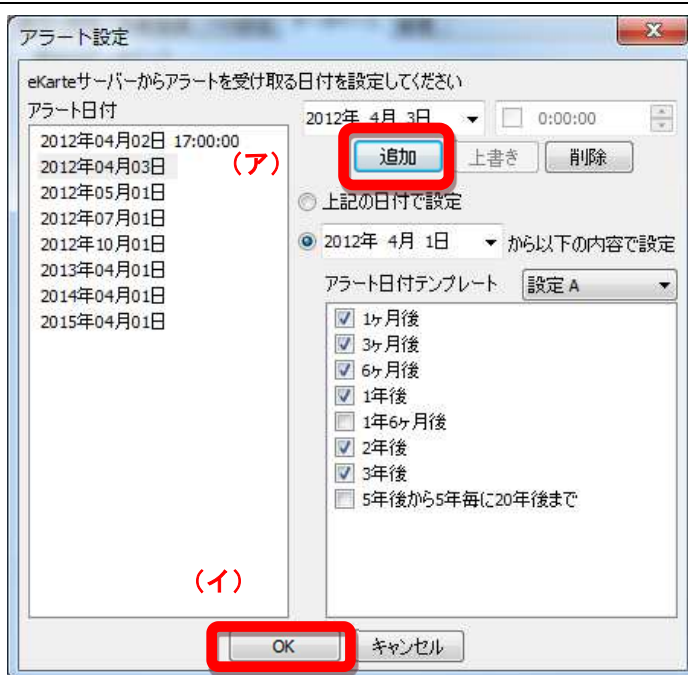 アラート設定
eKarteサーバーからアラートを受け取る日付を設定してください
アラート日付
2012年 4月 3日
0:00:00
2012年04月02日 17:00:00
2012年04月03日
2012年05月01日
2012年07月01日
2012年10月01日
2013年04月01日
2014年04月01日
2015年04月01日
(ア)
追加
上書き
削除
上記の日付で設定
2012年 4月 1日 から以下の内容で設定
アラート日付テンプレート 設定 A
1ヶ月後
3ヶ月後
6ヶ月後
1年後
1年6ヶ月後
2年後
3年後
5年後から5年毎に20年後まで
(イ)
OK
キャンセル